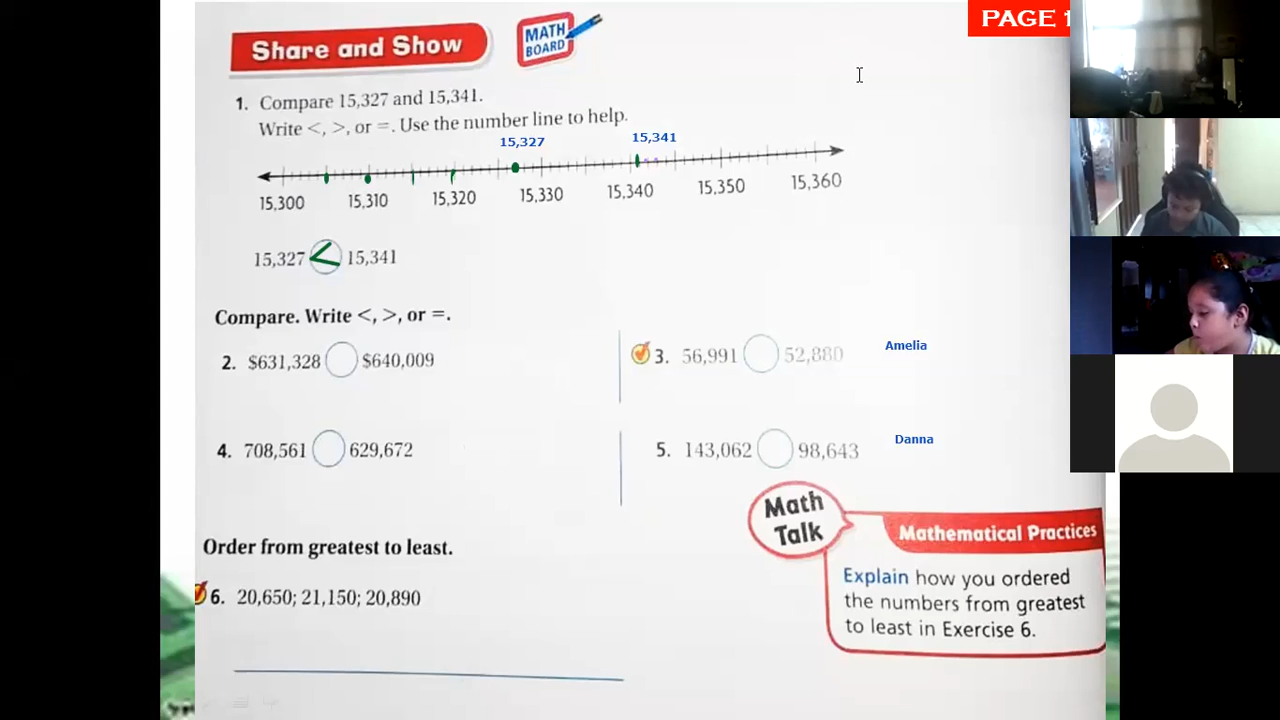 PAGE 1
Share and Show
MATH
BOARD
1. Compare 15,327 and 15,341.
Write <, >, or =. Use the number line to help.
15,327 15,341
15,300 15,310 15,320 15,330 15,340 15,350 15,360
15,327 < 15,341
Compare. Write <, >, or =.
2. $631,328 $640,009
3. 56,991 52,880 Amelia
4. 708,561 629,672
5. 143,062 98,643 Danna
Math
Talk
Mathematical Practices
Explain how you ordered
the numbers from greatest
to least in Exercise 6.
Order from greatest to least.
6. 20,650; 21,150; 20,890